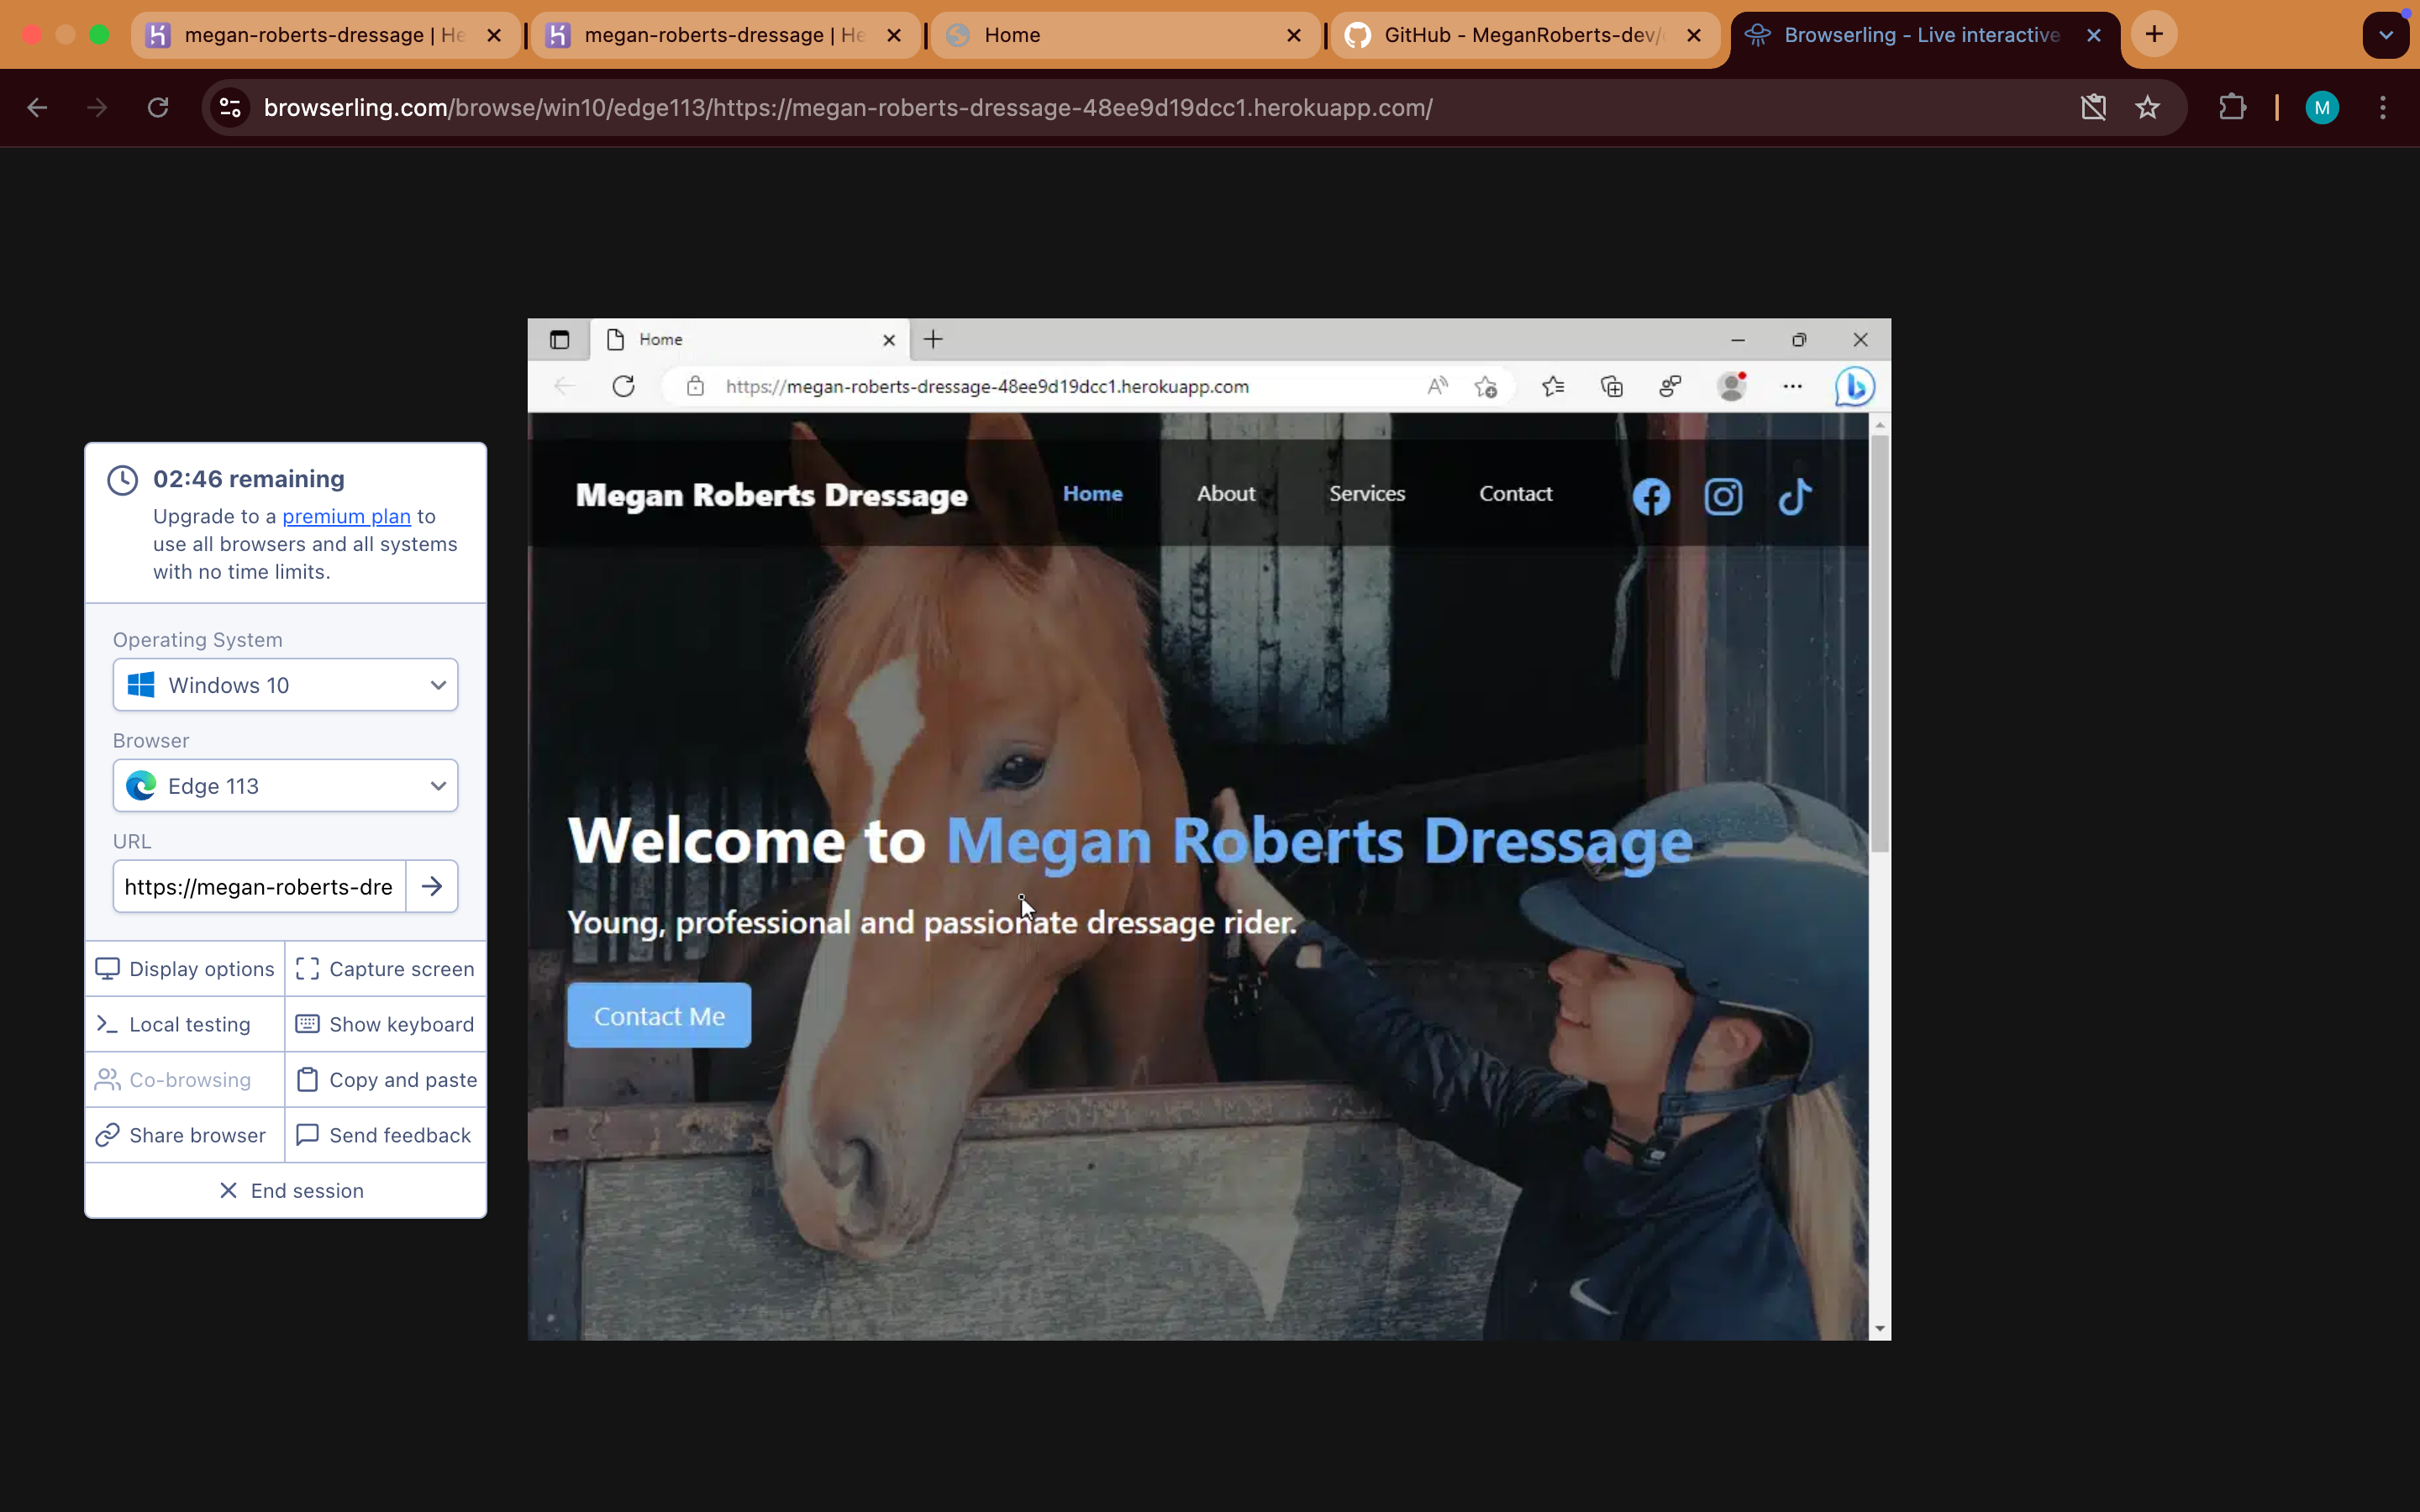 megan-roberts-dressage | He
megan-roberts-dressage | He
Home
GitHub - MeganRoberts-dev/
Browserling - Live interactive
browserling.com/browse/win10/edge113/https://megan-roberts-dressage-48ee9d19dcc1.herokuapp.com/
M
Home
https://megan-roberts-dressage-48ee9d19dcc1.herokuapp.com
02:46 remaining
Upgrade to a premium plan to
use all browsers and all systems
with no time limits.
Operating System
Windows 10
Browser
Edge 113
URL
https://megan-roberts-dre
Display options
Capture screen
Local testing
Show keyboard
Co-browsing
Copy and paste
Share browser
Send feedback
End session
Megan Roberts Dressage
Home
About
Services
Contact
Welcome to Megan Roberts Dressage
Young, professional and passionate dressage rider.
Contact Me